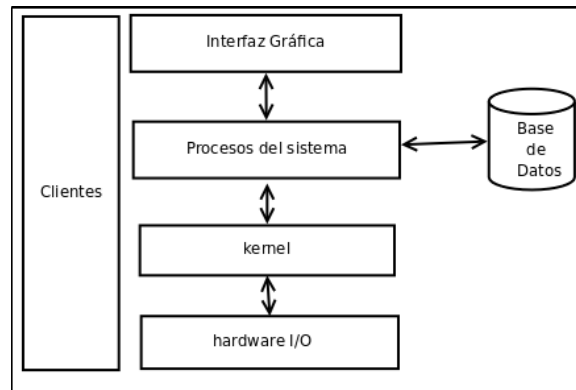 Interfaz Gráfica
Procesos del sistema
Base
de
Datos
Clientes
kernel
hardware I/O